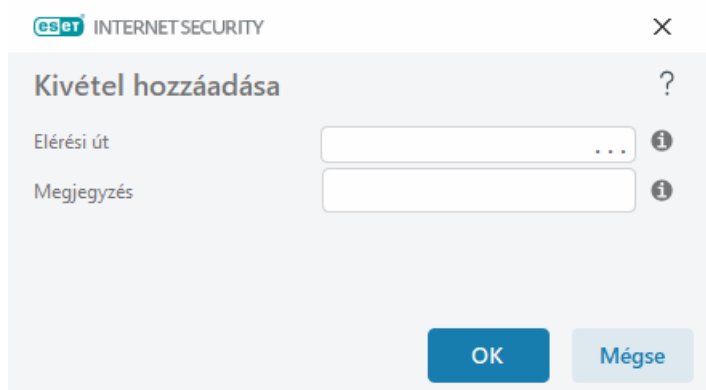 eset INTERNET SECURITY
Kivétel hozzáadása
?
Elérési út
...
Megjegyzés
OK
Mégse